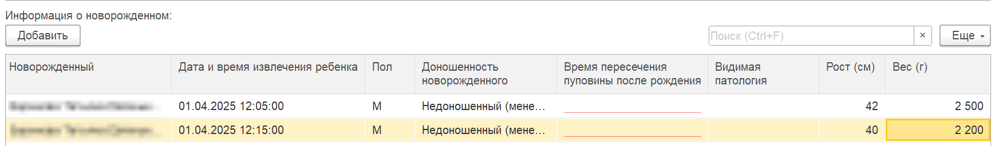 Информация о новорожденном:
Добавить
Поиск (Ctrl+F)
×
Еще
Новорожденный
Дата и время извлечения ребенка
Пол
Доношенность
новорожденного
Время пересечения
пуповины после рождения
Видимая
патология
Рост (см)
Вес (г)
01.04.2025 12:05:00 М Недоношенный (мене... 42 2 500
01.04.2025 12:15:00 М Недоношенный (мене... 40 2 200